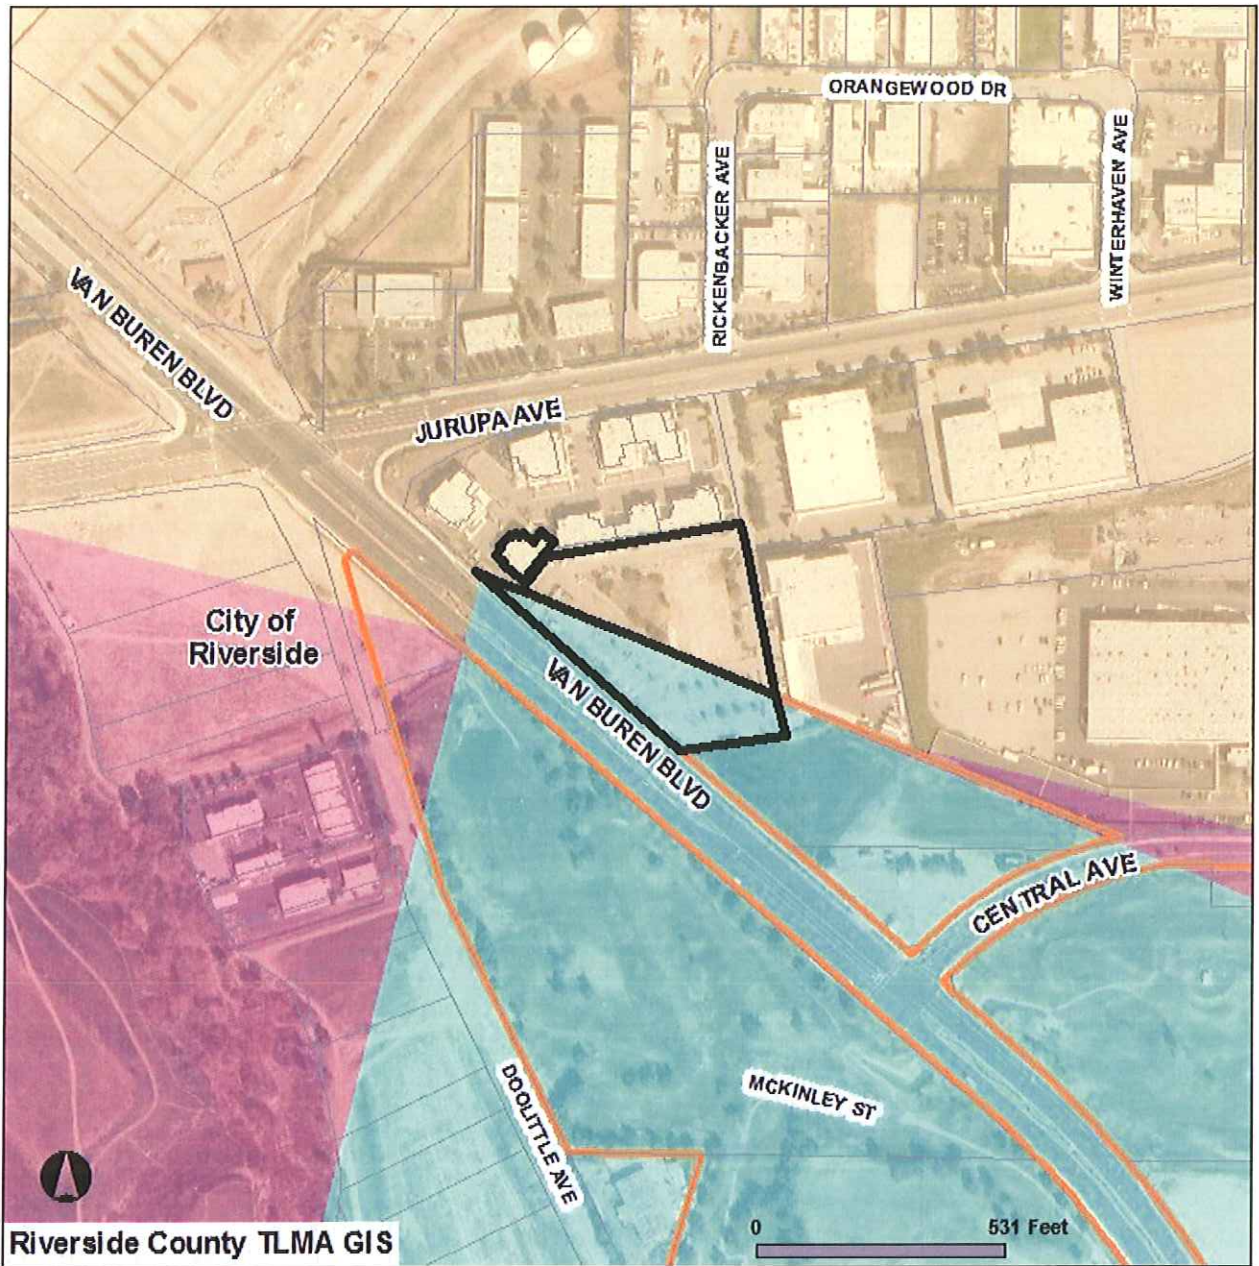 ORANGEWOOD DR
RICKENBACKER AVE
WINTERHAVEN AVE
VAN BUREN BLVD
JURUPA AVE
City of
Riverside
VAN BUREN BLVD
CENTRAL AVE
DOOLITTLE AVE
MCKINLEY ST
0 531 Feet
Riverside County TLMA GIS